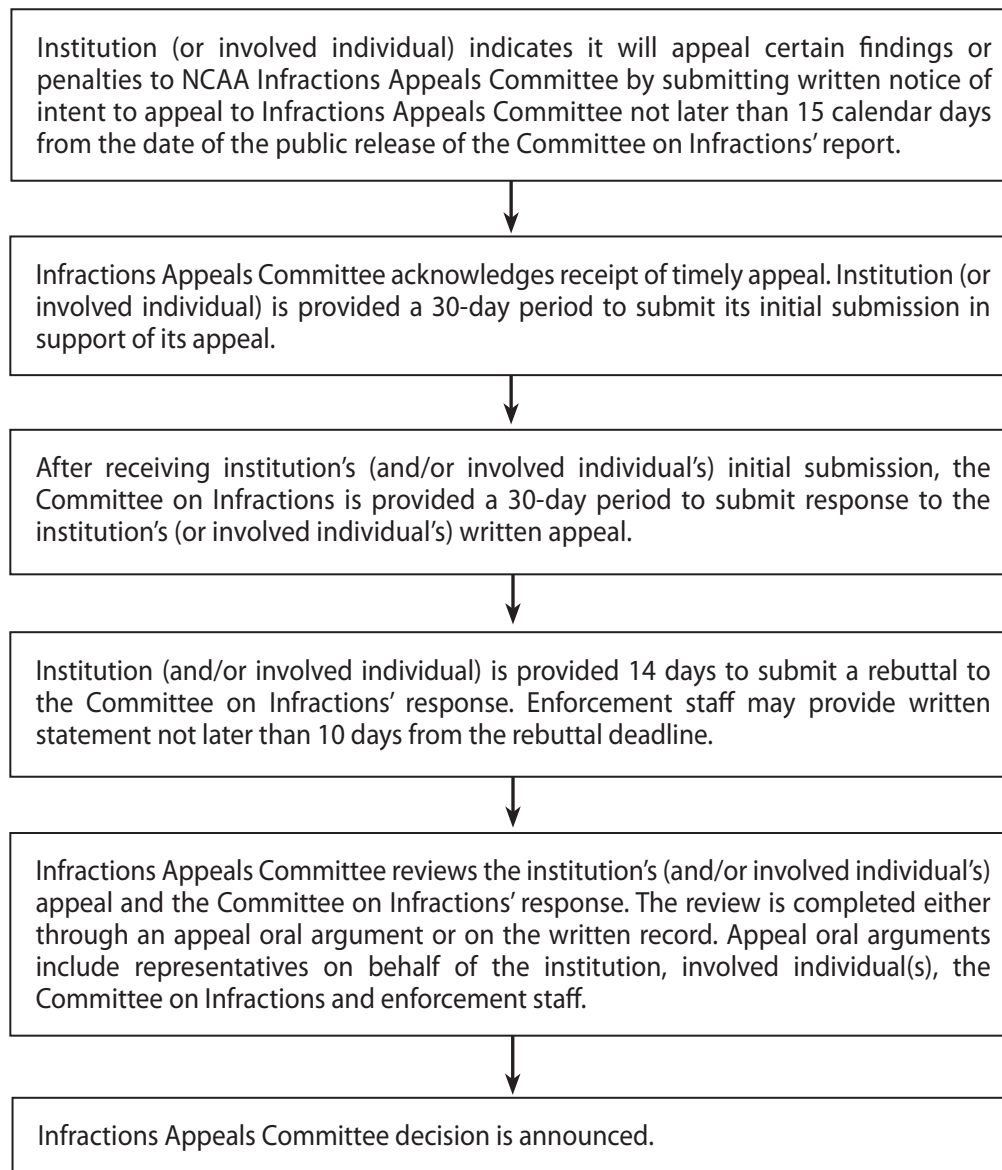 Institution (or involved individual) indicates it will appeal certain findings or
penalties to NCAA Infractions Appeals Committee by submitting written notice of
intent to appeal to Infractions Appeals Committee not later than 15 calendar days
from the date of the public release of the Committee on Infractions’ report.
Infractions Appeals Committee acknowledges receipt of timely appeal. Institution (or
involved individual) is provided a 30-day period to submit its initial submission in
support of its appeal.
After receiving institution’s (and/or involved individual’s) initial submission, the
Committee on Infractions is provided a 30-day period to submit response to the
institution’s (or involved individual’s) written appeal.
Institution (and/or involved individual) is provided 14 days to submit a rebuttal to
the Committee on Infractions’ response. Enforcement staff may provide written
statement not later than 10 days from the rebuttal deadline.
Infractions Appeals Committee reviews the institution’s (and/or involved individual’s)
appeal and the Committee on Infractions’ response. The review is completed either
through an appeal oral argument or on the written record. Appeal oral arguments
include representatives on behalf of the institution, involved individual(s), the
Committee on Infractions and enforcement staff.
Infractions Appeals Committee decision is announced.